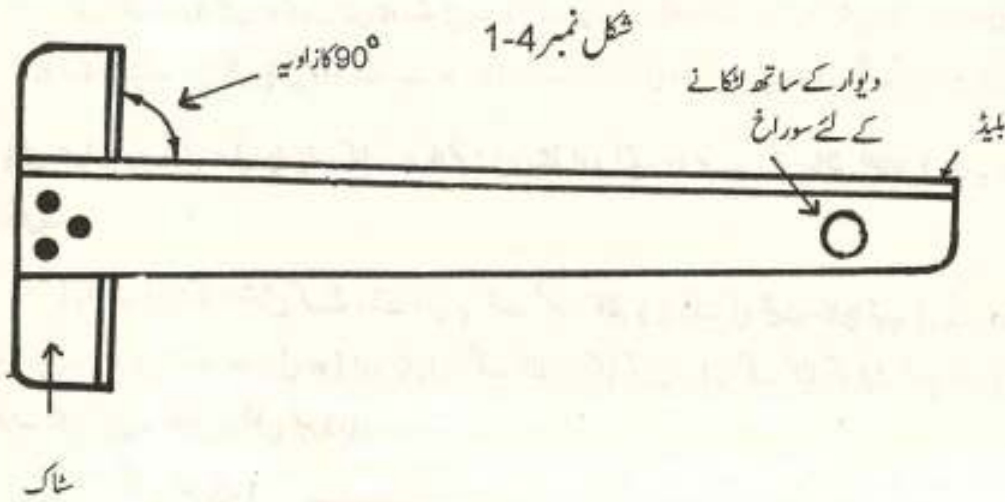 شکل نمبر 4-1
90° کا زاویہ
دیوار کے ساتھ لٹکانے
کے لئے سوراخ
بلیڈ
سٹاک